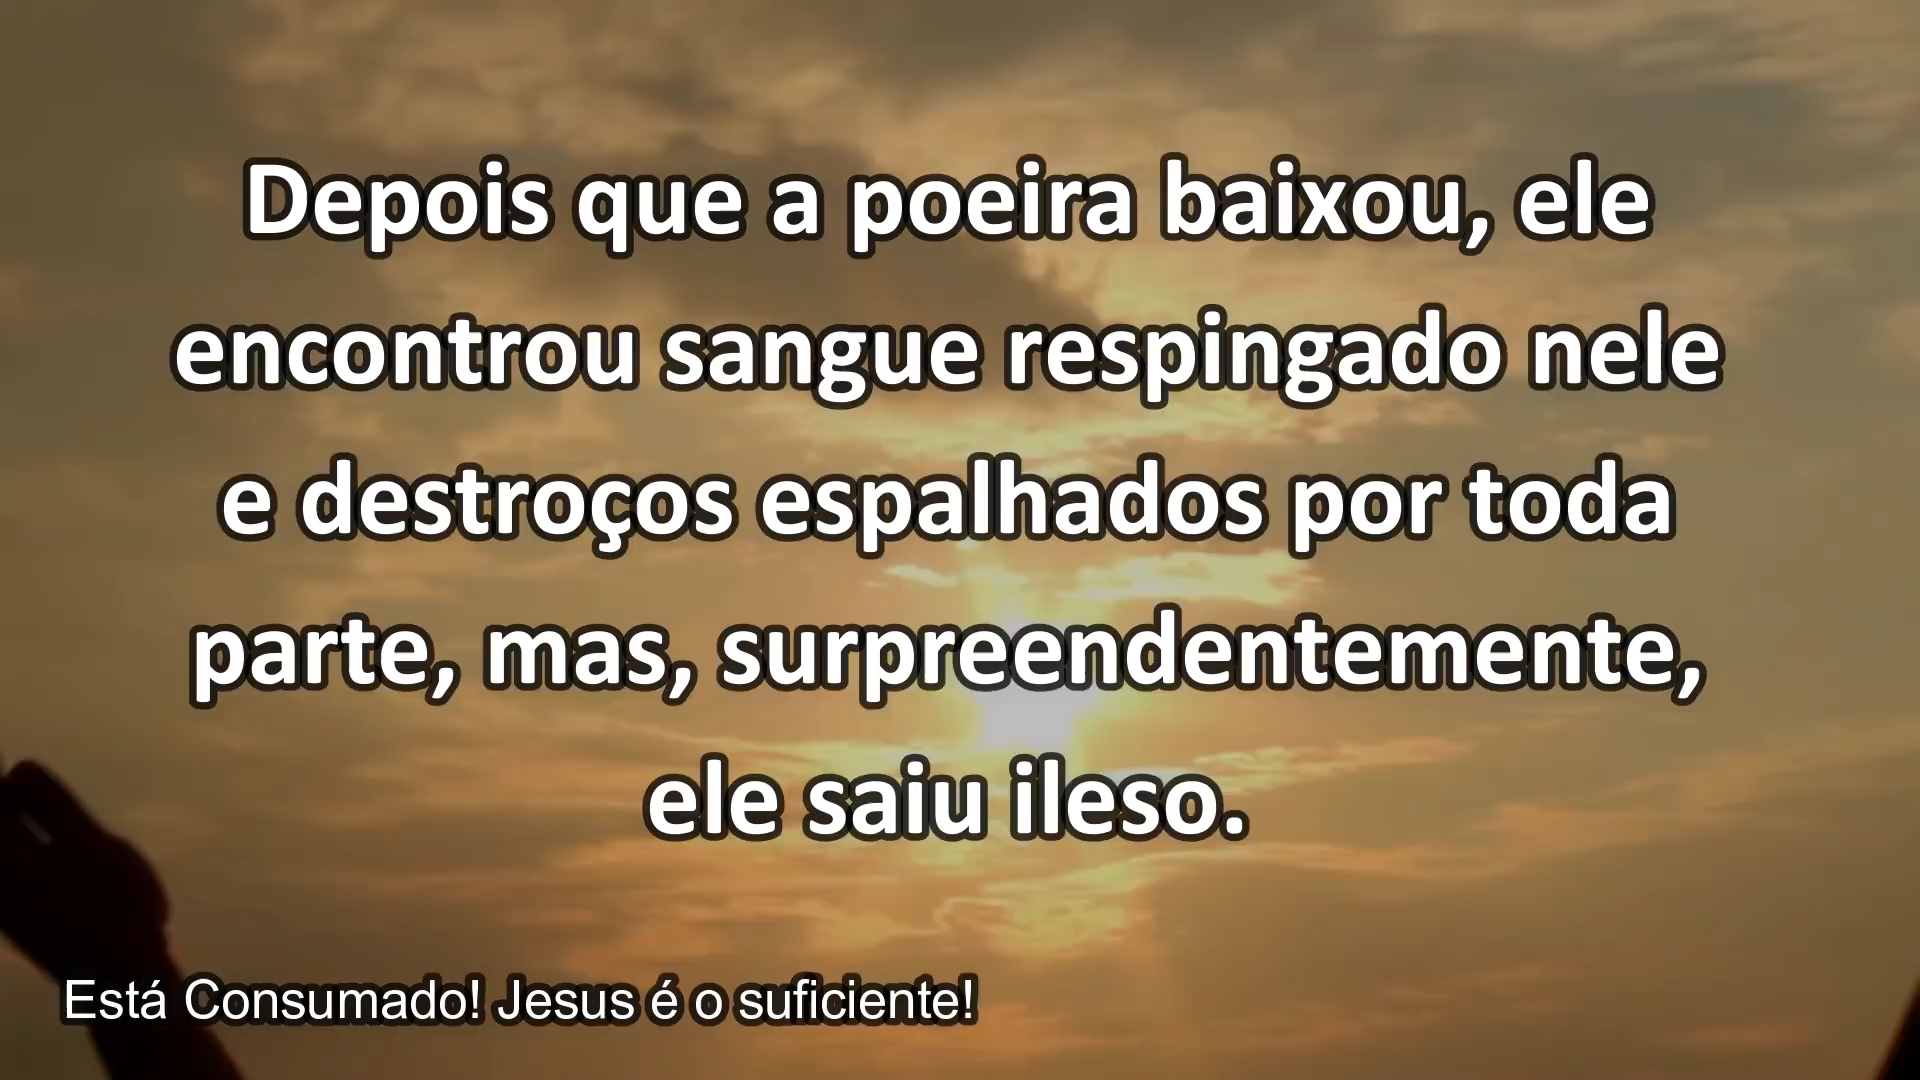 Depois que a poeira baixou, ele
encontrou sangue respingado nele
e destroços espalhados por toda
parte, mas, surpreendentemente,
ele saiu ileso.
Está Consumado! Jesus é o suficiente!